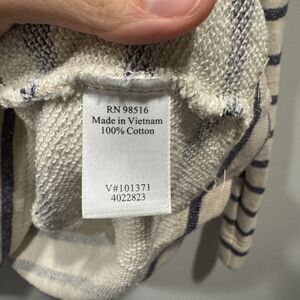 RN 98516
Made in Vietnam
100% Cotton
V#101371
4022823